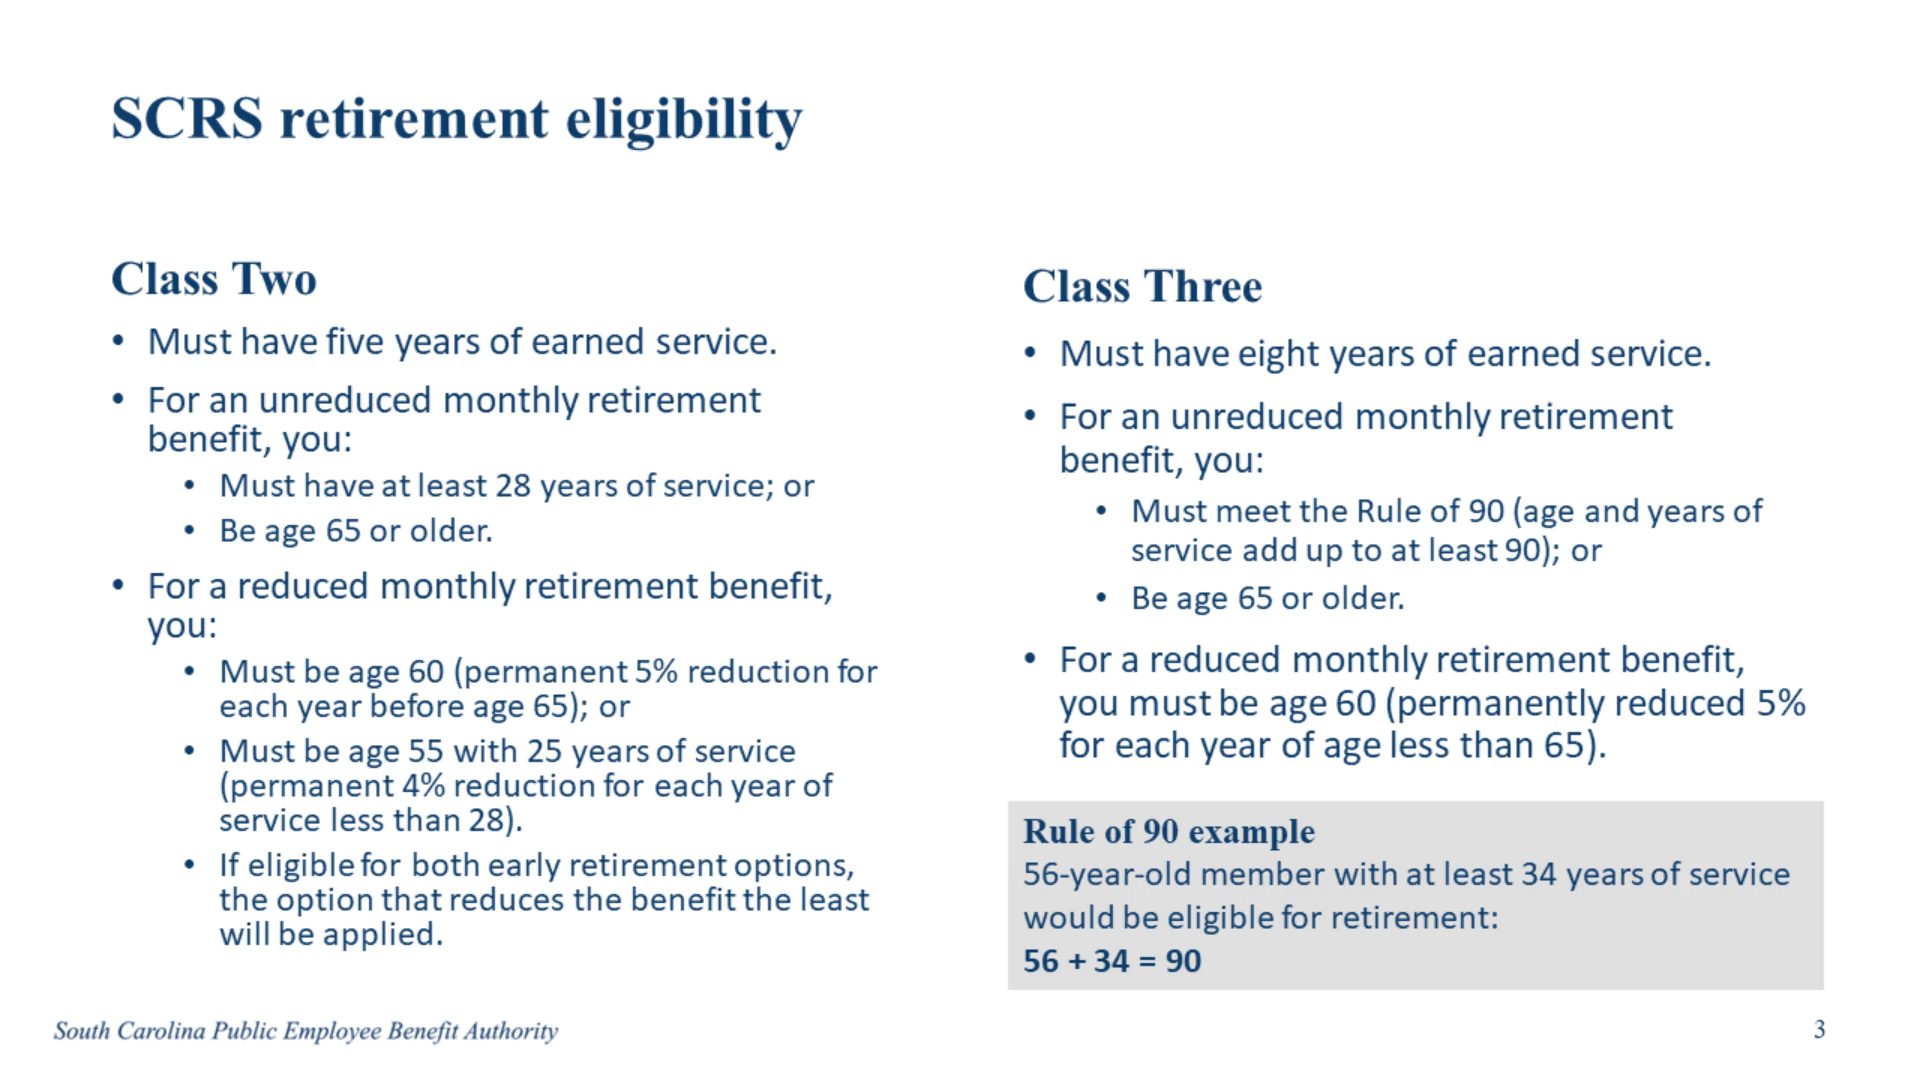 SCRS retirement eligibility
Class Two
• Must have five years of earned service.
• For an unreduced monthly retirement
benefit, you:
• Must have at least 28 years of service; or
• Be age 65 or older.
• For a reduced monthly retirement benefit,
you:
• Must be age 60 (permanent 5% reduction for
each year before age 65); or
• Must be age 55 with 25 years of service
(permanent 4% reduction for each year of
service less than 28).
• If eligible for both early retirement options,
the option that reduces the benefit the least
will be applied.
Class Three
• Must have eight years of earned service.
• For an unreduced monthly retirement
benefit, you:
• Must meet the Rule of 90 (age and years of
service add up to at least 90); or
• Be age 65 or older.
• For a reduced monthly retirement benefit,
you must be age 60 (permanently reduced 5%
for each year of age less than 65).
Rule of 90 example
56-year-old member with at least 34 years of service
would be eligible for retirement:
56 + 34 = 90
South Carolina Public Employee Benefit Authority
3